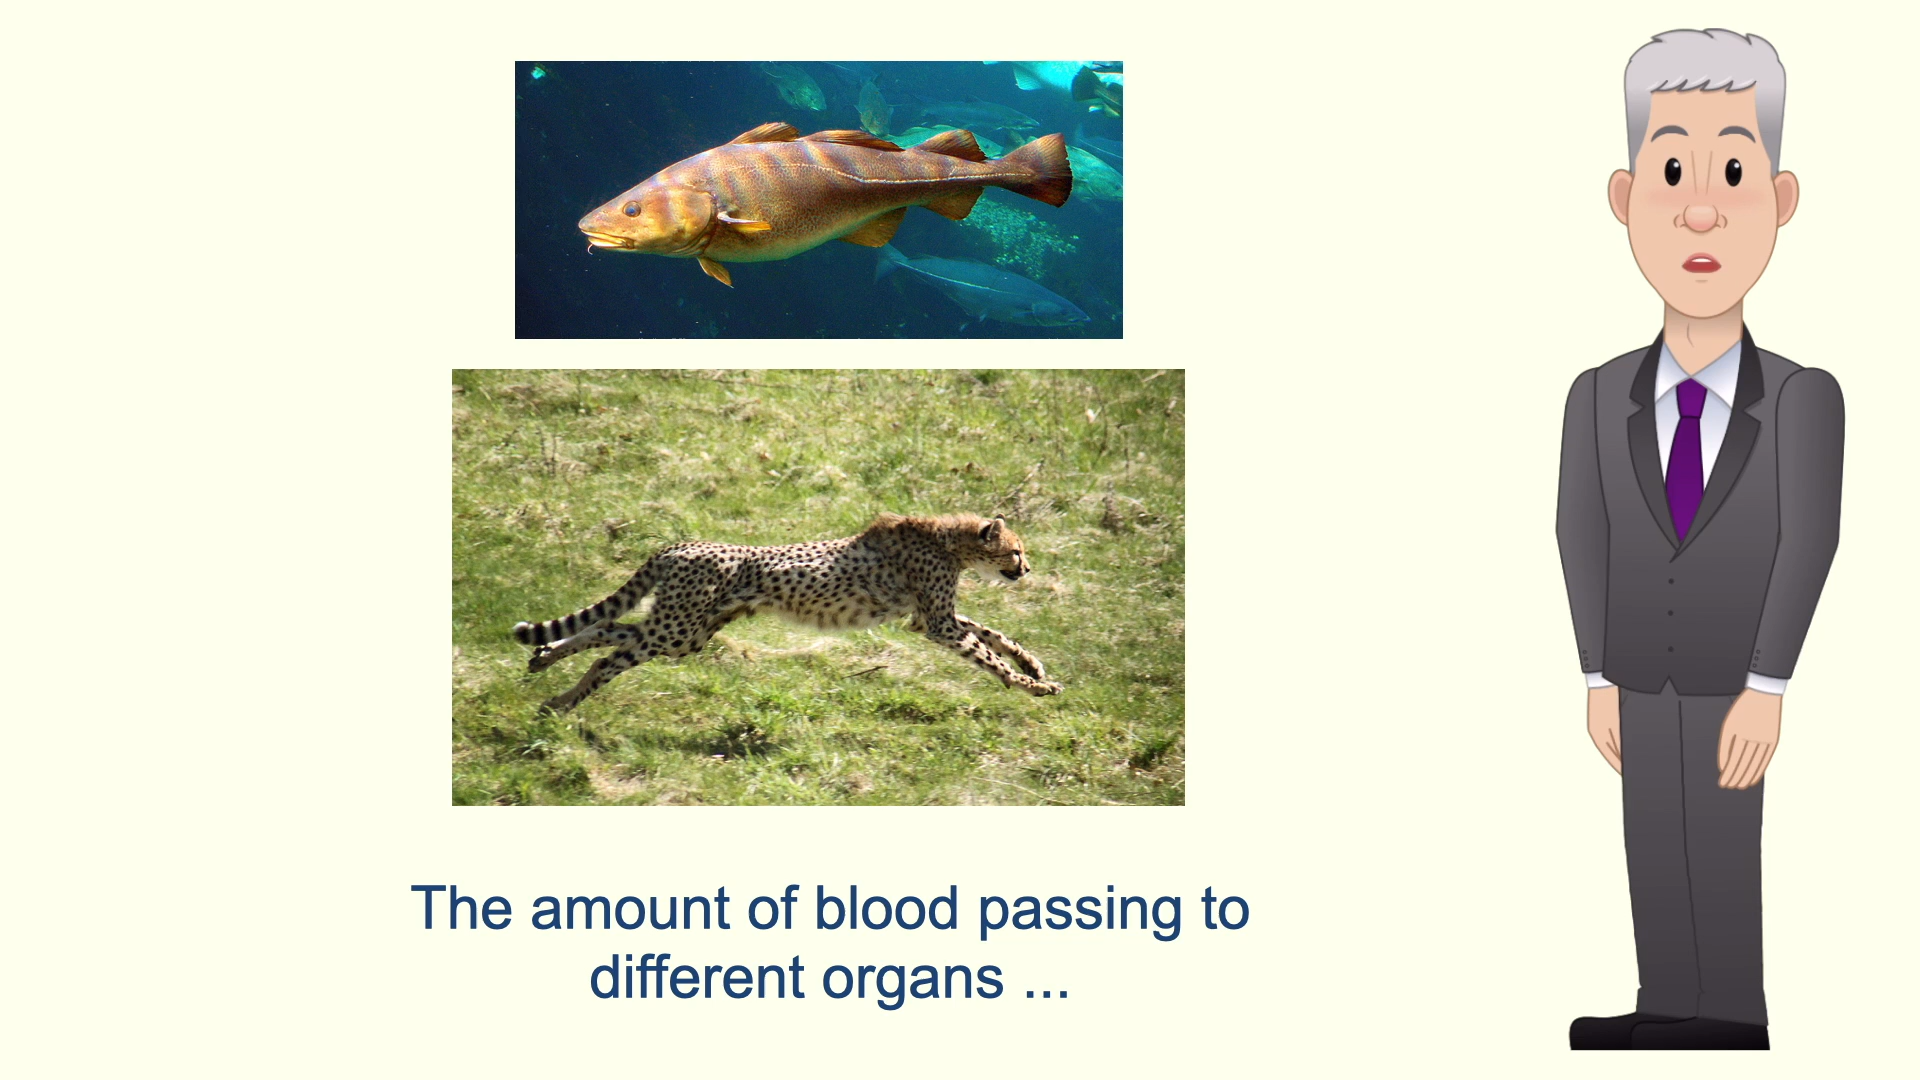 The amount of blood passing to
different organs ...